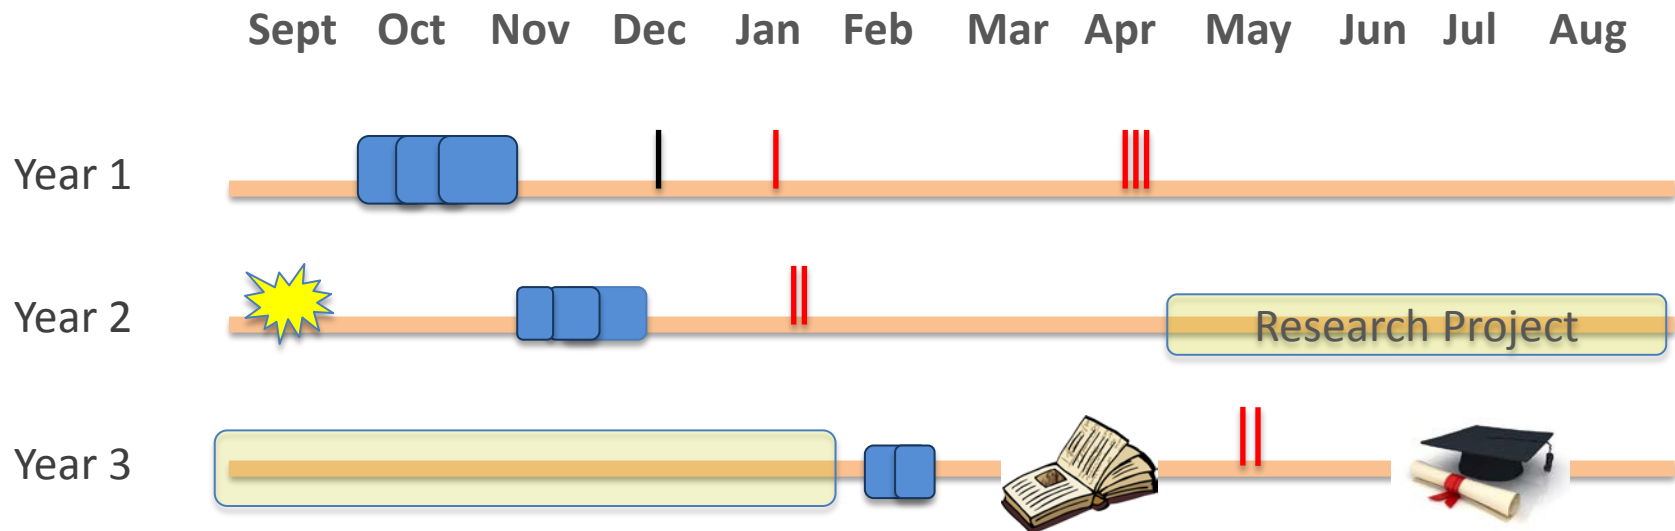 Sept Oct Nov Dec Jan Feb Mar Apr May Jun Jul Aug
Year 1
Year 2
Research Project
Year 3